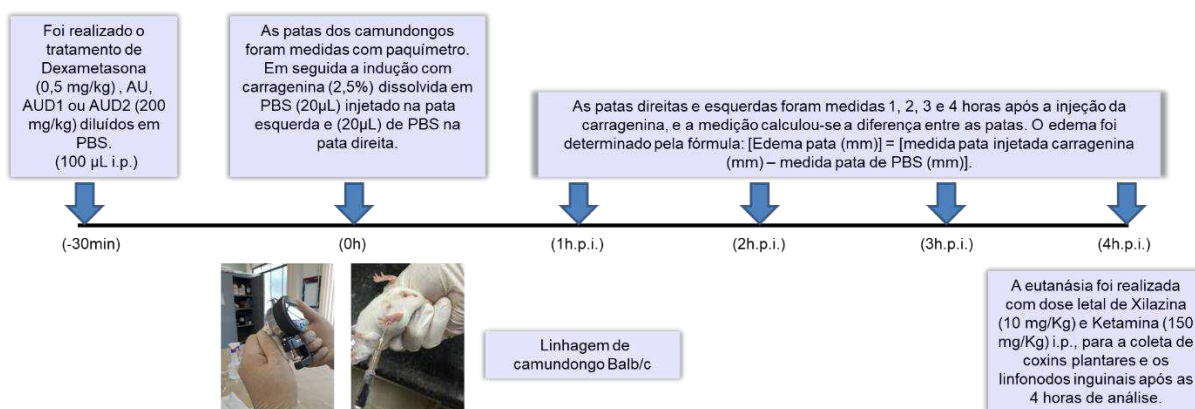 Foi realizado o
tratamento de
Dexametasona
(0,5 mg/kg) , AU,
AUD1 ou AUD2 (200
mg/kg) diluídos em
PBS.
(100 µL i.p.)
As patas dos camundongos
foram medidas com paquímetro.
Em seguida a indução com
carragenina (2,5%) dissolvida em
PBS (20µL) injetado na pata
esquerda e (20µL) de PBS na
pata direita.
As patas direitas e esquerdas foram medidas 1, 2, 3 e 4 horas após a injeção da
carragenina, e a medição calculou-se a diferença entre as patas. O edema foi
determinado pela fórmula: [Edema pata (mm)] = [medida pata injetada carragenina
(mm) – medida pata de PBS (mm)].
(-30min)
(0h)
(1h.p.i.)
(2h.p.i.)
(3h.p.i.)
(4h.p.i.)
Linhagem de
camundongo Balb/c
A eutanásia foi realizada
com dose letal de Xilazina
(10 mg/Kg) e Ketamina (150
mg/Kg) i.p., para a coleta de
coxins plantares e os
linfonodos inguinais após as
4 horas de análise.